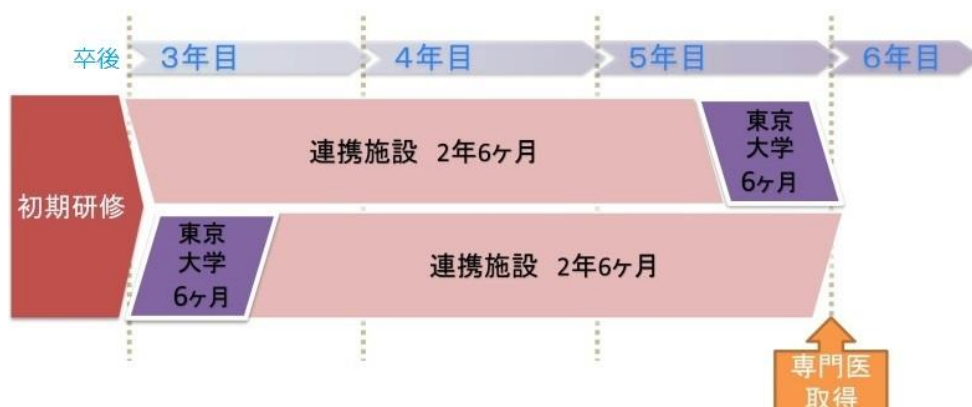 卒後 3年目 4年目 5年目 6年目
初期研修
連携施設 2年6ヶ月
東京
大学
6ヶ月
東京
大学
6ヶ月
連携施設 2年6ヶ月
専門医
取得